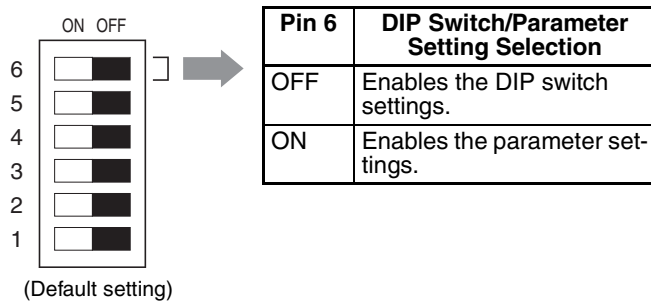 ON OFF
6
5
4
3
2
1
(Default setting)
Pin 6 DIP Switch/Parameter
Setting Selection
OFF Enables the DIP switch
settings.
ON Enables the parameter set-
tings.